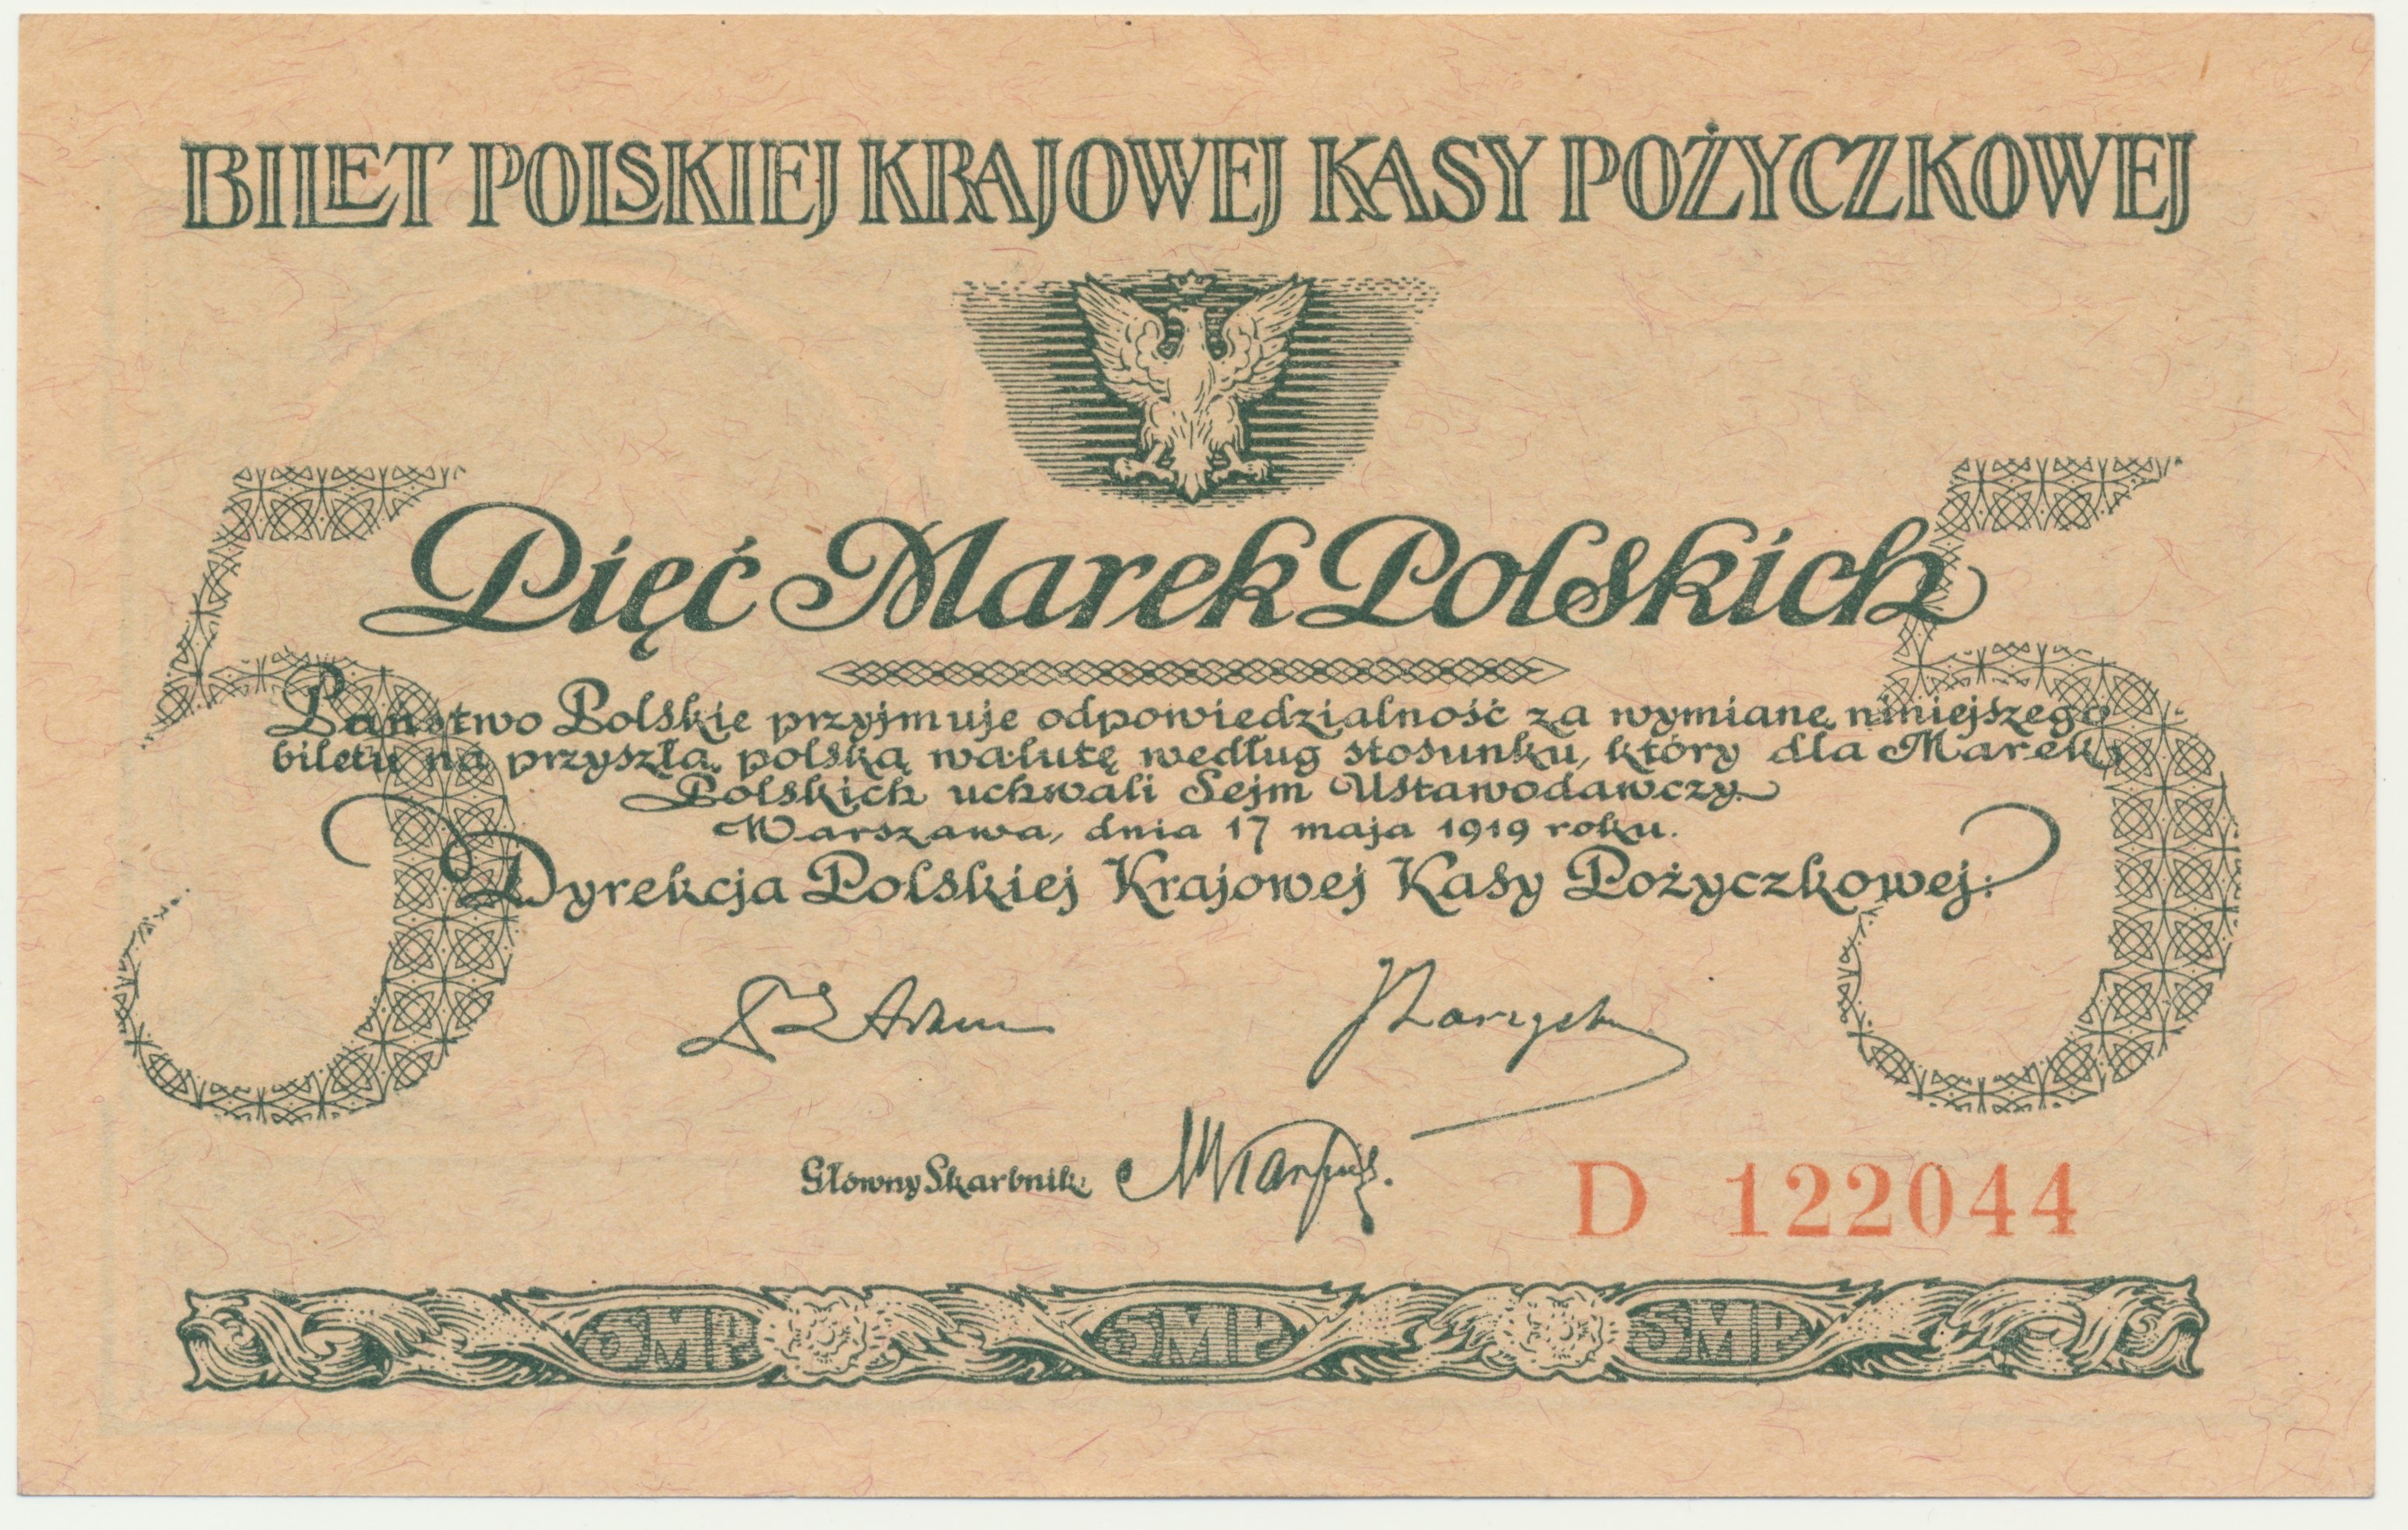 BILET POLSKIEJ KRAJOWEJ KASY POŻYCZKOWEJ
5 5
Pięć Marek Polskich
Państwo Polskie przyjmuje odpowiedzialność za wymianę niniejszego
biletu na przyszłą polską walutę według stosunku, który dla Marek
Polskich uchwali Sejm Ustawodawczy.
Warszawa, dnia 17 maja 1919 roku.
Dyrekcja Polskiej Krajowej Kasy Pożyczkowej:
Główny Skarbnik
D 122044
5MP 5MP 5MP